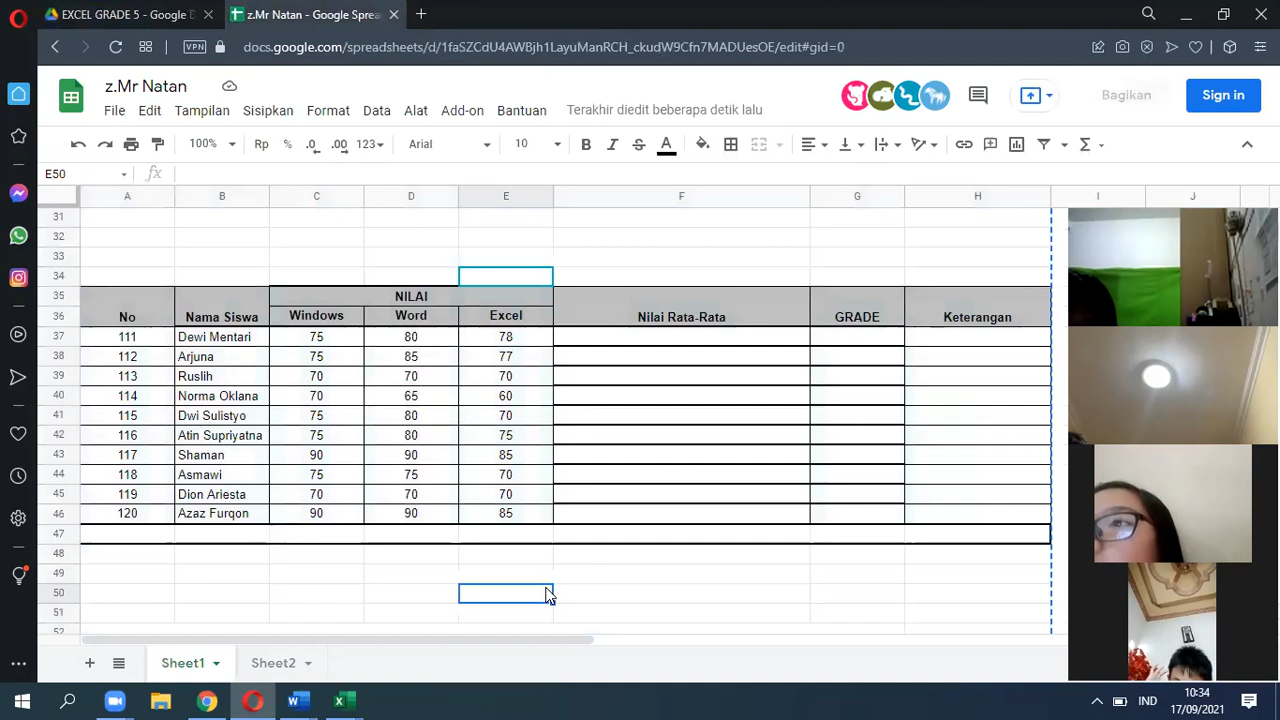 EXCEL GRADE 5 - Google D
z.Mr Natan - Google Sprea
VPN
docs.google.com/spreadsheets/d/1faSZCdU4AWBjh1LayuManRCH_ckudW9Cfn7MADUesOE/edit#gid=0
z.Mr Natan
File Edit Tampilan Sisipkan Format Data Alat Add-on Bantuan Terakhir diedit beberapa detik lalu
Bagikan
Sign in
100% Rp % .0 .00 123 Arial 10 B I S A
E50 fx
A B C D E F G H I J
31
32
33
34
35 NILAI
36 No Nama Siswa Windows Word Excel Nilai Rata-Rata GRADE Keterangan
37 111 Dewi Mentari 75 80 78
38 112 Arjuna 75 85 77
39 113 Ruslih 70 70 70
40 114 Norma Oklana 70 65 60
41 115 Dwi Sulistyo 75 80 70
42 116 Atin Supriyatna 75 80 75
43 117 Shaman 90 90 85
44 118 Asmawi 75 75 70
45 119 Dion Ariesta 70 70 70
46 120 Azaz Furqon 90 90 85
47
48
49
50
51
52
Sheet1 Sheet2
IND
10:34
17/09/2021